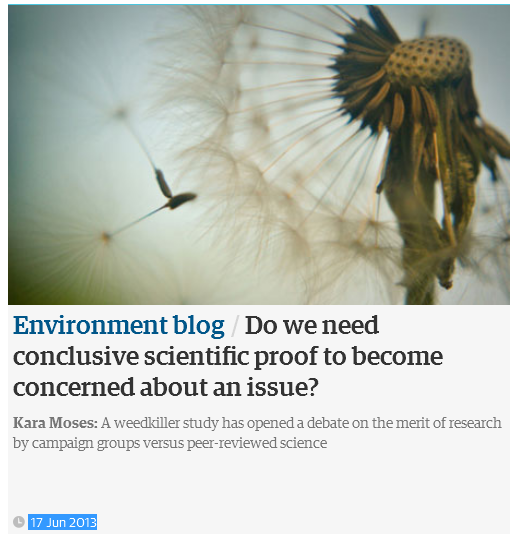 Environment blog / Do we need
conclusive scientific proof to become
concerned about an issue?
Kara Moses: A weedkiller study has opened a debate on the merit of research
by campaign groups versus peer-reviewed science
17 Jun 2013